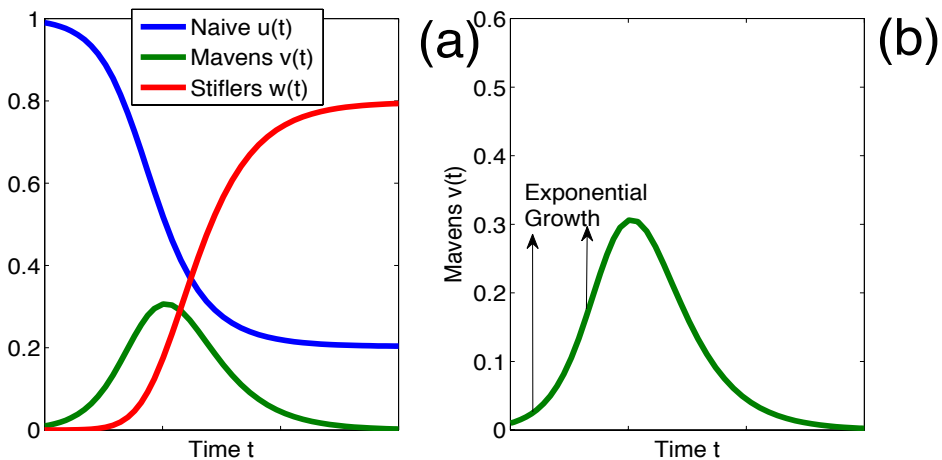 1
0.8
0.6
0.4
0.2
0
Naive u(t)
Mavens v(t)
Stiflers w(t)
Time t
(a)
0.6
0.5
0.4
0.3
0.2
0.1
0
Mavens v(t)
Exponential
Growth
Time t
(b)